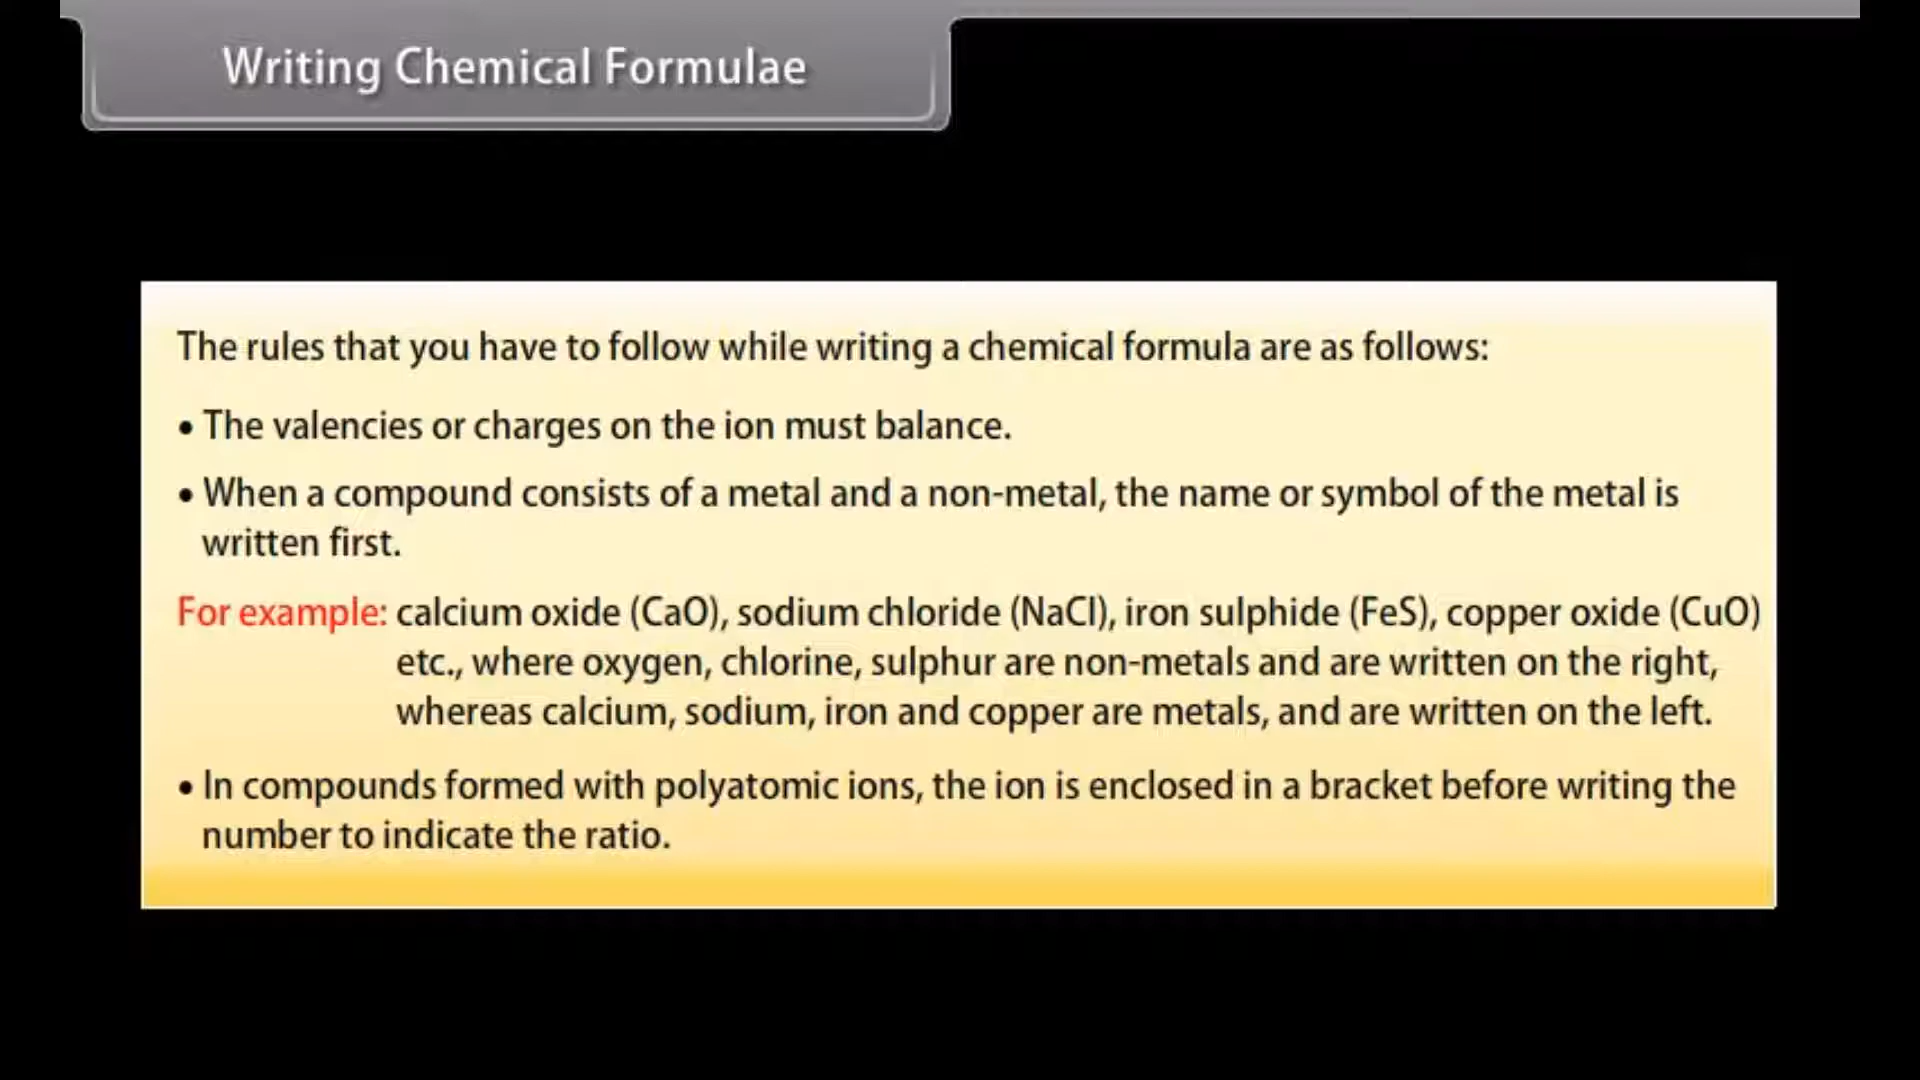 Writing Chemical Formulae
The rules that you have to follow while writing a chemical formula are as follows:
• The valencies or charges on the ion must balance.
• When a compound consists of a metal and a non-metal, the name or symbol of the metal is
written first.
For example: calcium oxide (CaO), sodium chloride (NaCl), iron sulphide (FeS), copper oxide (CuO)
etc., where oxygen, chlorine, sulphur are non-metals and are written on the right,
whereas calcium, sodium, iron and copper are metals, and are written on the left.
• In compounds formed with polyatomic ions, the ion is enclosed in a bracket before writing the
number to indicate the ratio.